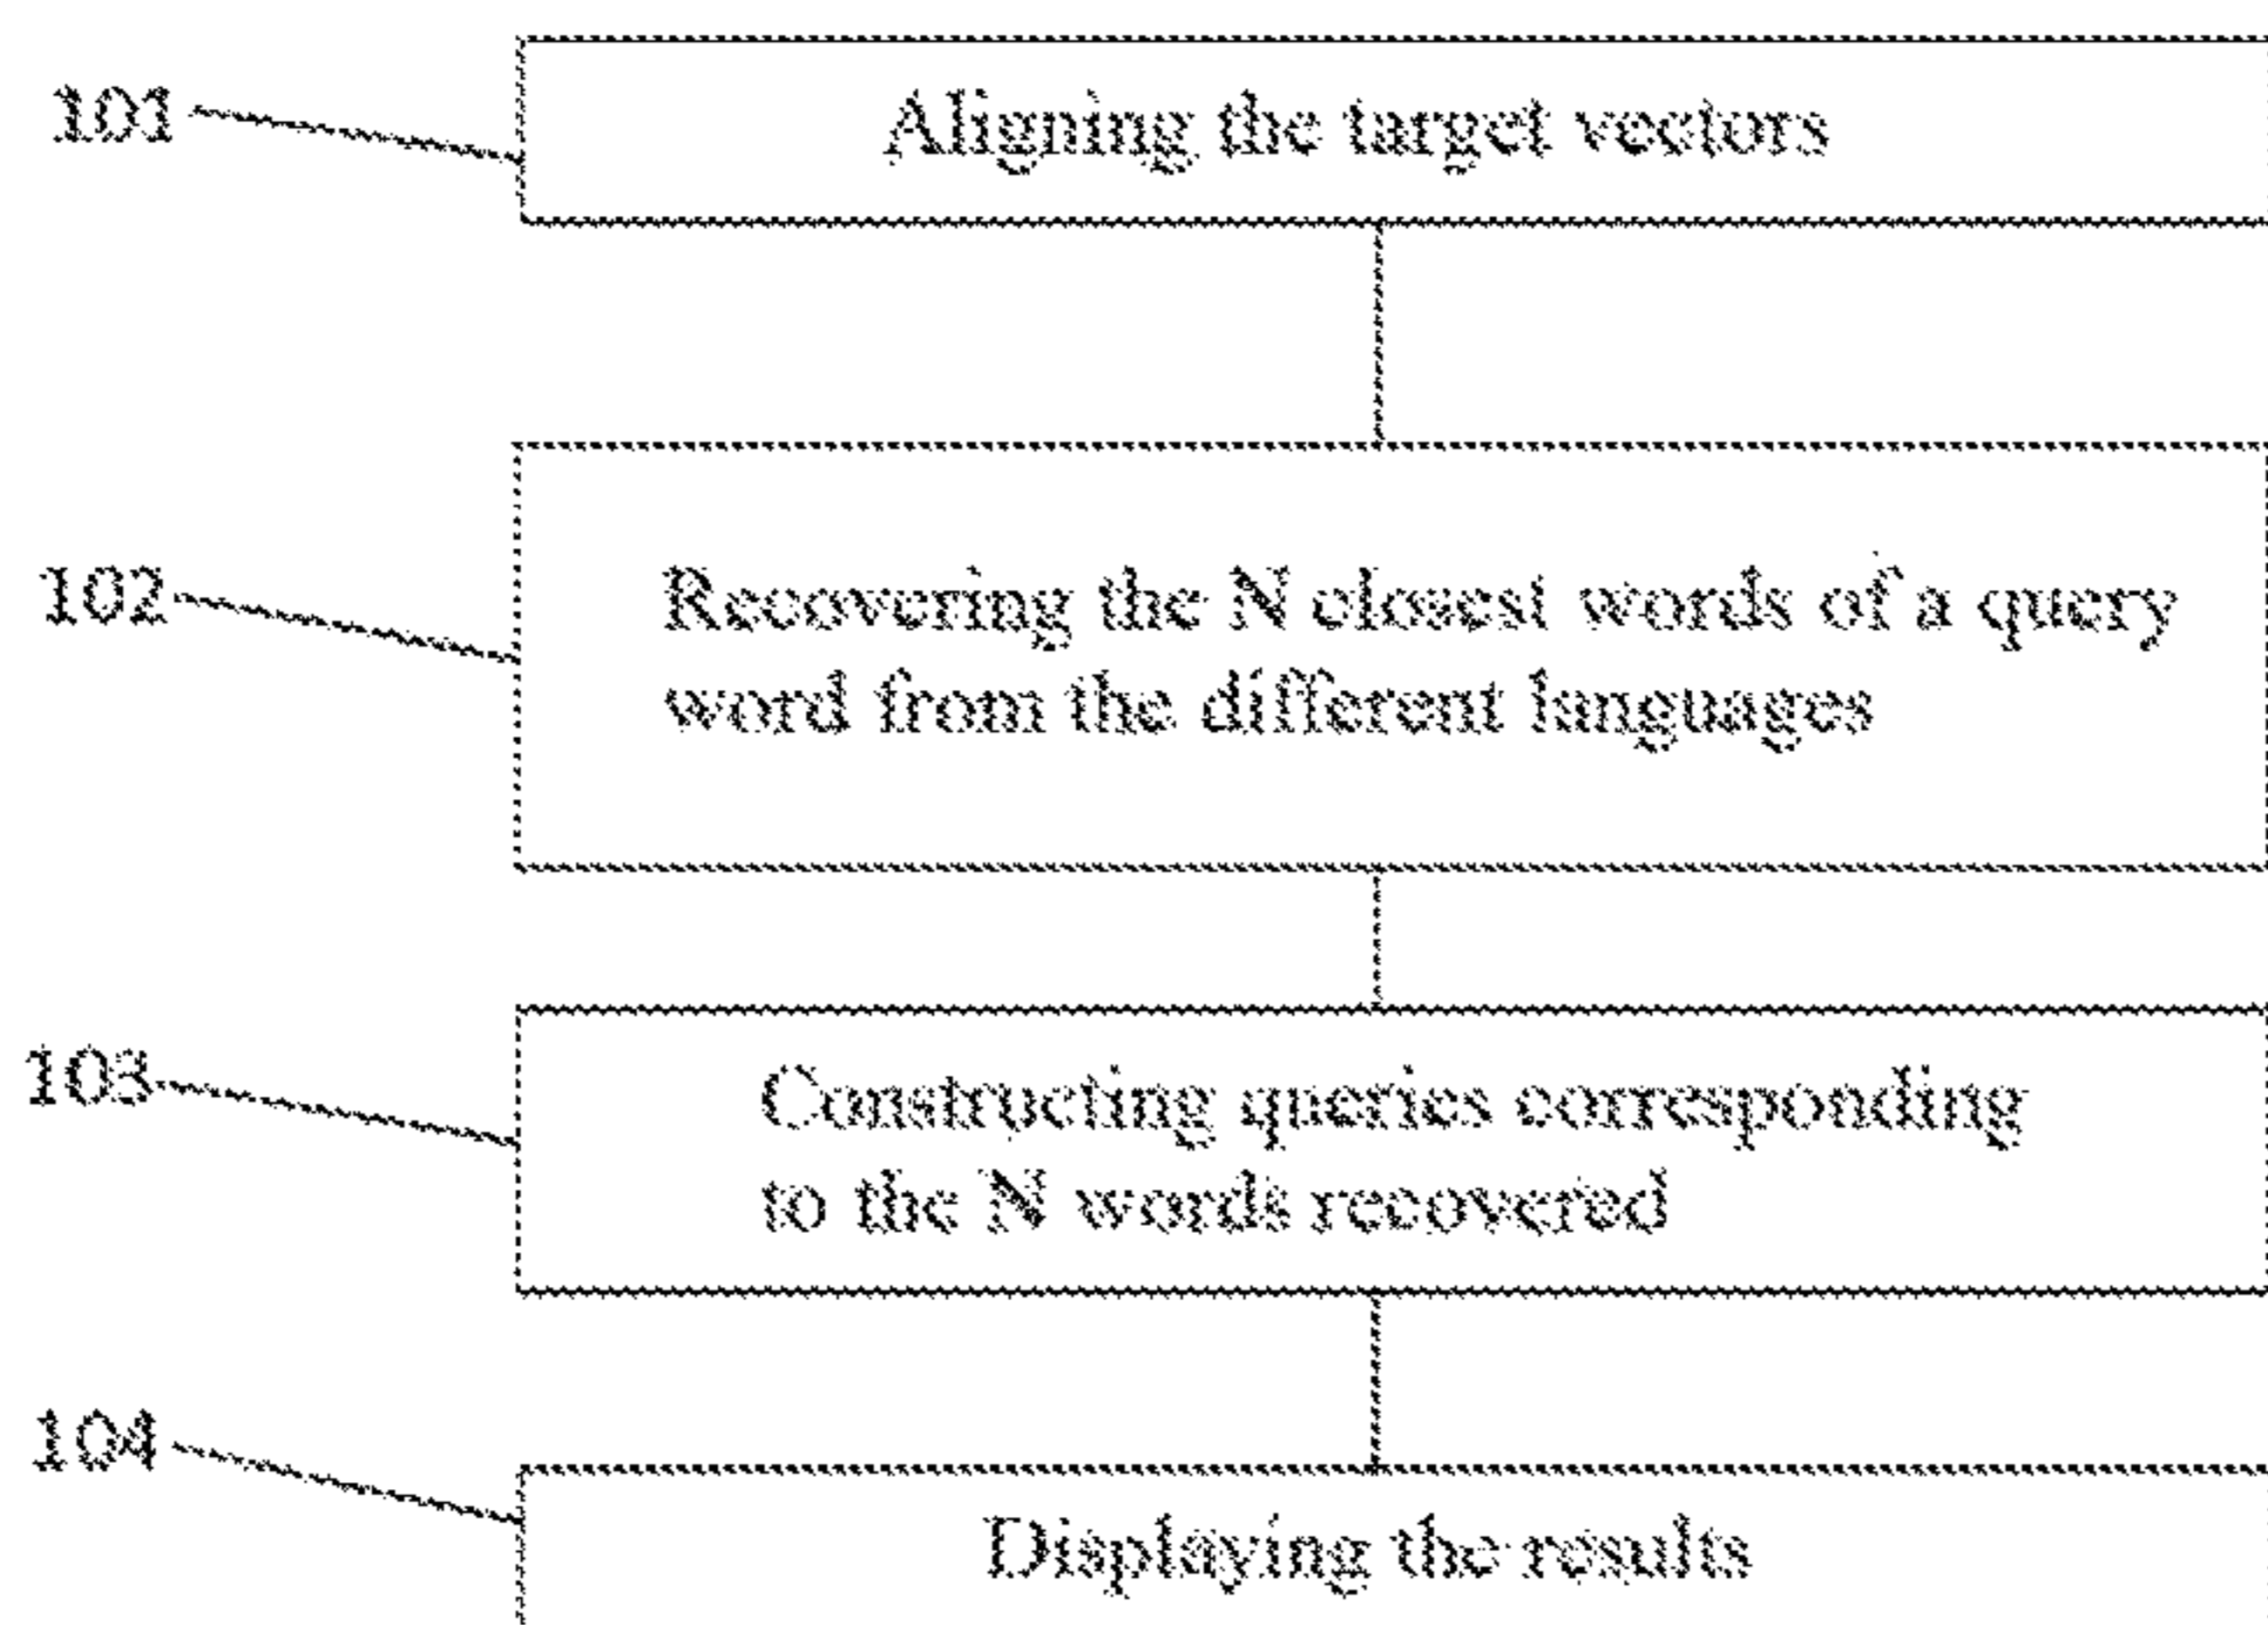 101
Aligning the target vectors
102
Recovering the N closest words of a query
word from the different languages
103
Constructing queries corresponding
to the N words recovered
104
Displaying the results